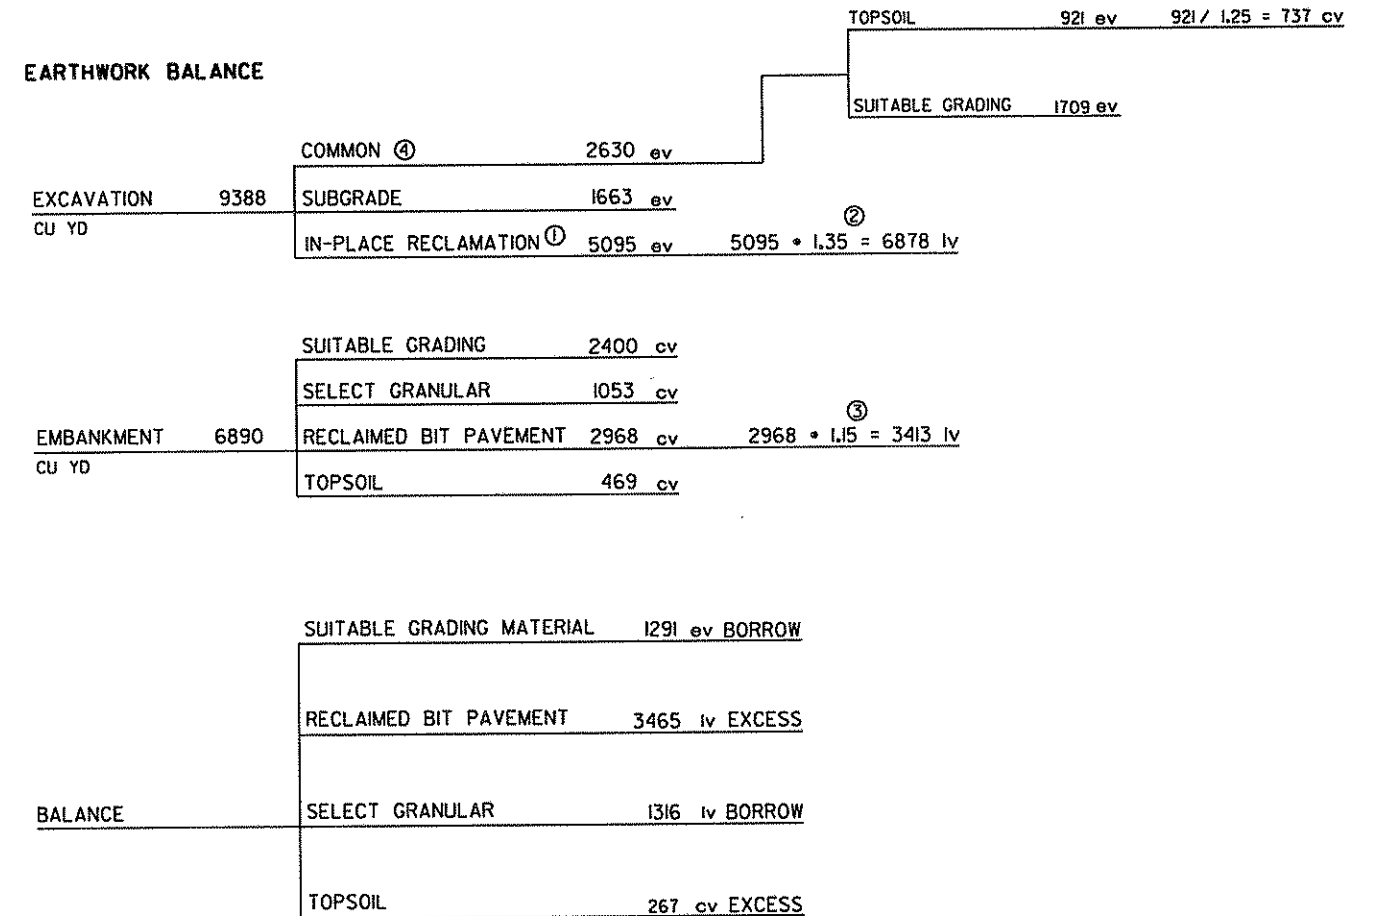 TOPSOIL 921 ev 921 / 1.25 = 737 cv
EARTHWORK BALANCE
SUITABLE GRADING 1709 ev
COMMON ④ 2630 ev
EXCAVATION 9388
CU YD
SUBGRADE 1663 ev
IN-PLACE RECLAMATION ① 5095 ev 5095 • 1.35 = 6878 lv ②
SUITABLE GRADING 2400 cv
SELECT GRANULAR 1053 cv
EMBANKMENT 6890
CU YD
RECLAIMED BIT PAVEMENT 2968 cv 2968 • 1.15 = 3413 lv ③
TOPSOIL 469 cv
SUITABLE GRADING MATERIAL 1291 ev BORROW
RECLAIMED BIT PAVEMENT 3465 lv EXCESS
BALANCE
SELECT GRANULAR 1316 lv BORROW
TOPSOIL 267 cv EXCESS